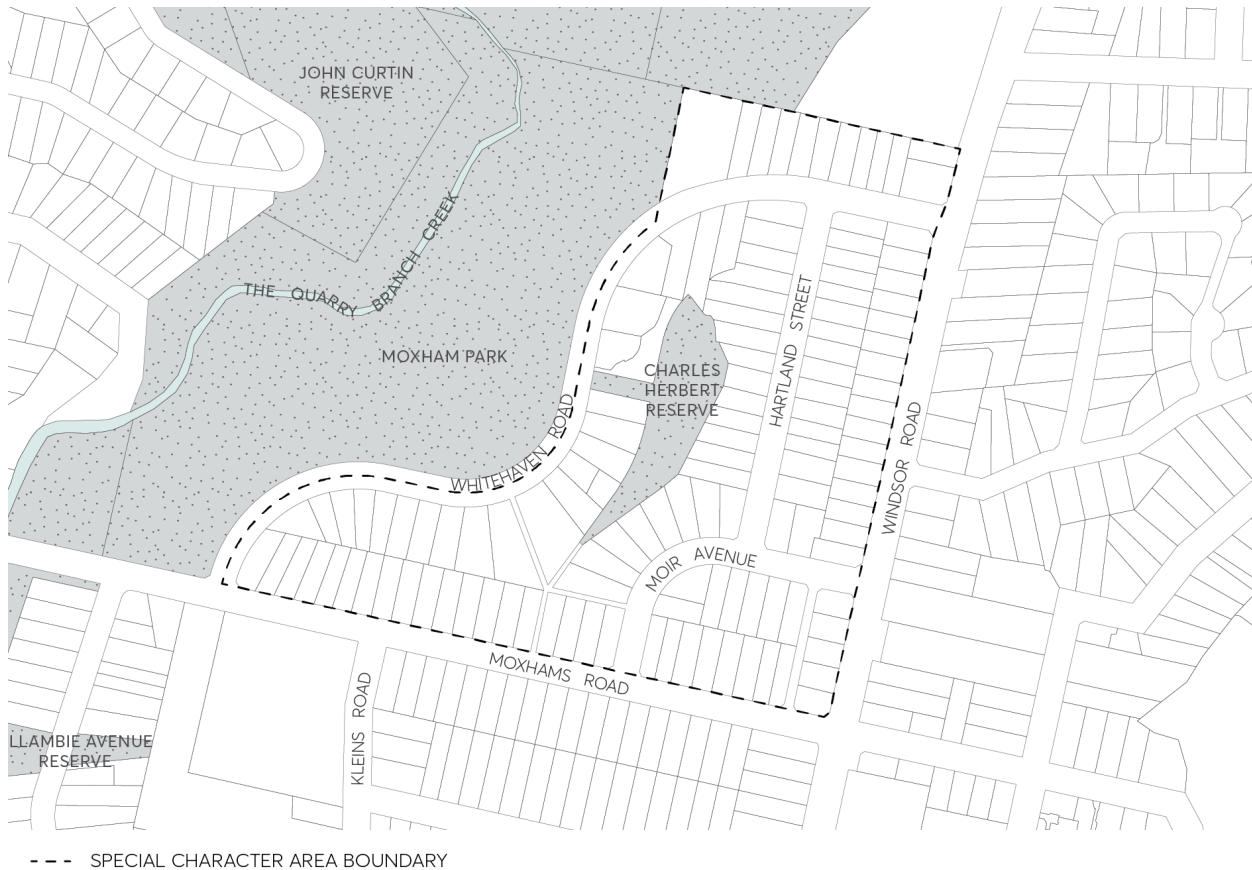 JOHN CURTIN
RESERVE
THE QUARRY BRANCH CREEK
MOXHAM PARK
CHARLES
HERBERT
RESERVE
HARTLAND STREET
WINDSOR ROAD
WHITEHAVEN ROAD
MOIR AVENUE
MOXHAMS ROAD
KLEINS ROAD
LLAMBIE AVENUE
RESERVE
SPECIAL CHARACTER AREA BOUNDARY